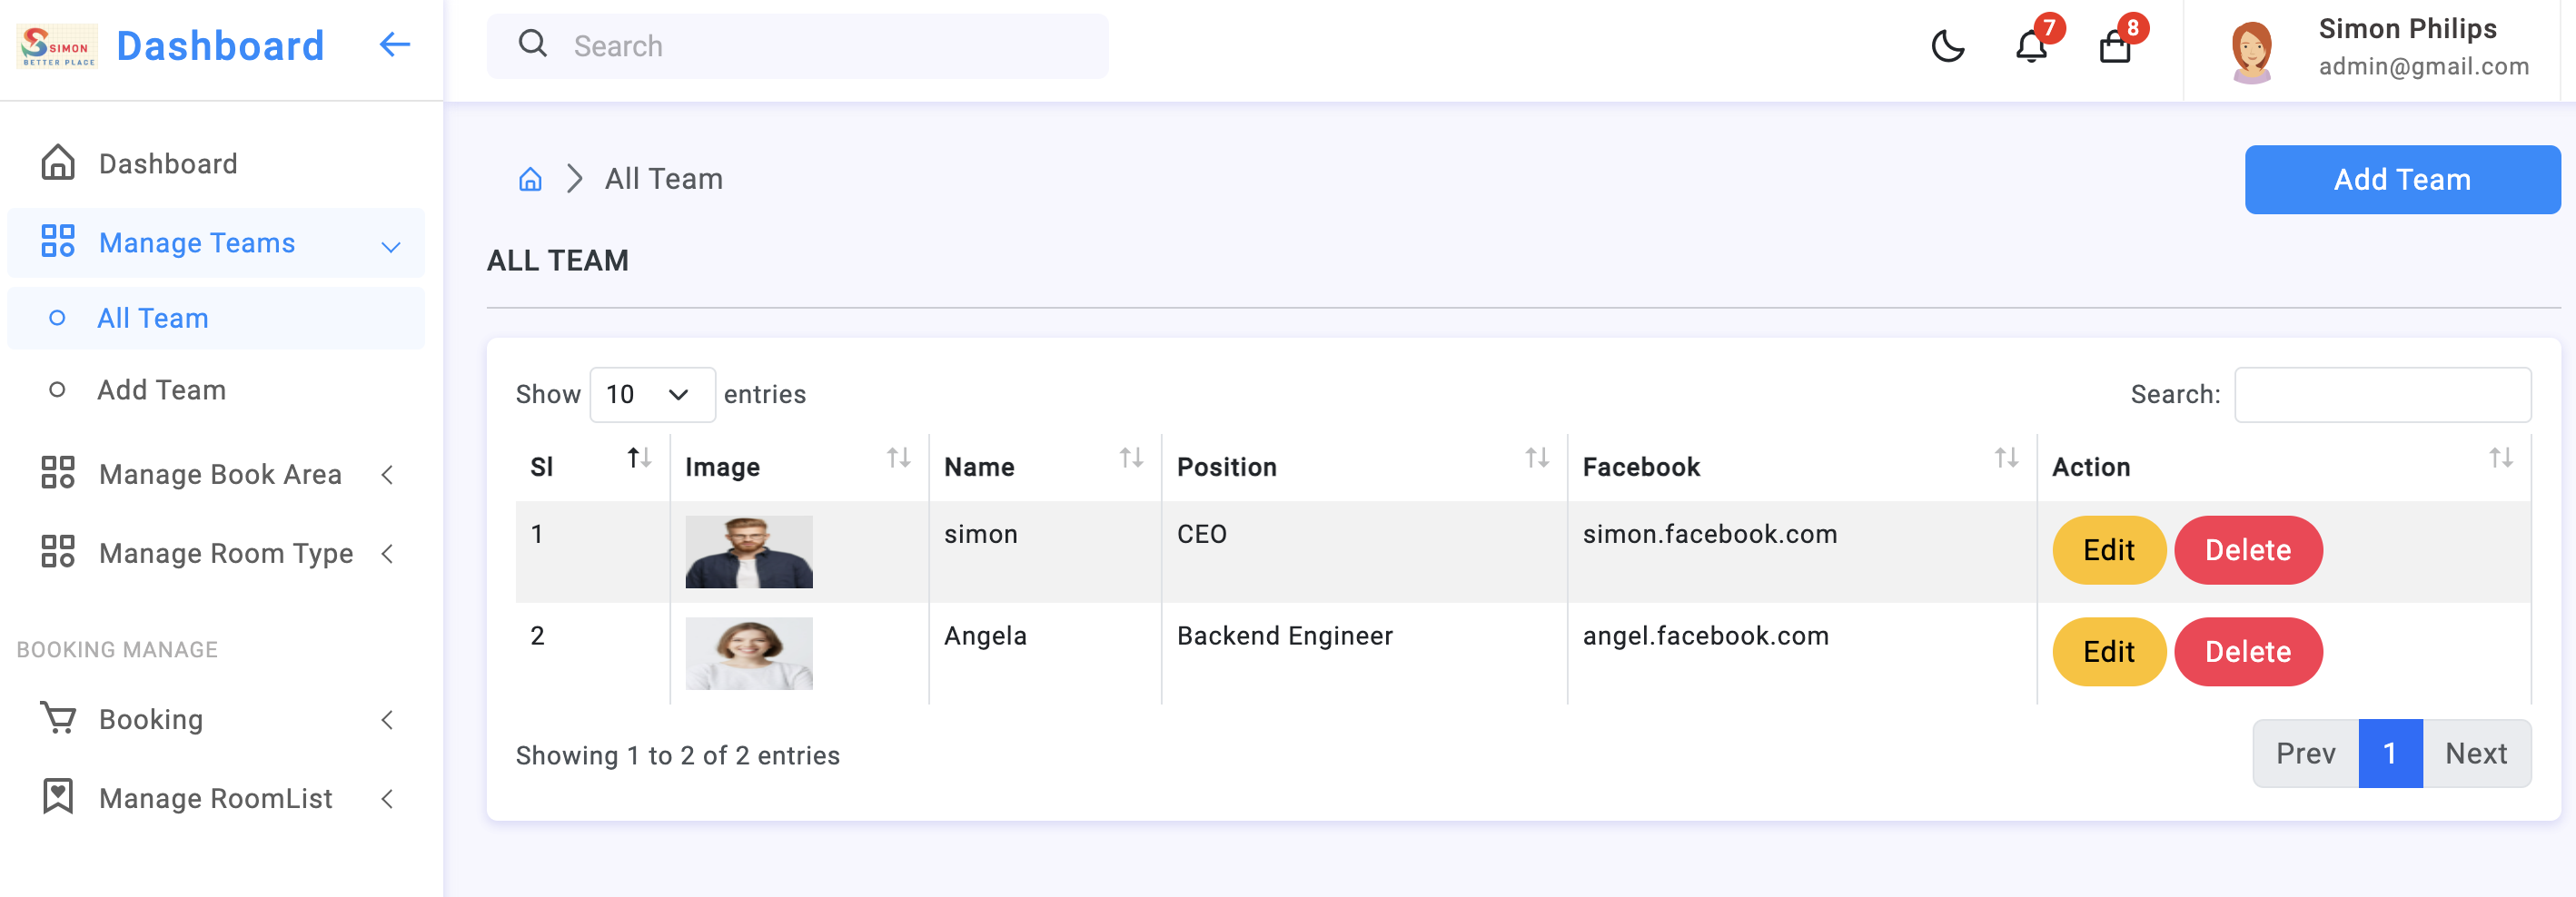 SIMON
BETTER PLACE
Dashboard
Search
7
8
Simon Philips
admin@gmail.com
Dashboard
Manage Teams
All Team
Add Team
Manage Book Area
Manage Room Type
BOOKING MANAGE
Booking
Manage RoomList
All Team
Add Team
ALL TEAM
Show 10 entries
Search:
Sl Image Name Position Facebook Action
1 simon CEO simon.facebook.com Edit Delete
2 Angela Backend Engineer angel.facebook.com Edit Delete
Showing 1 to 2 of 2 entries
Prev 1 Next